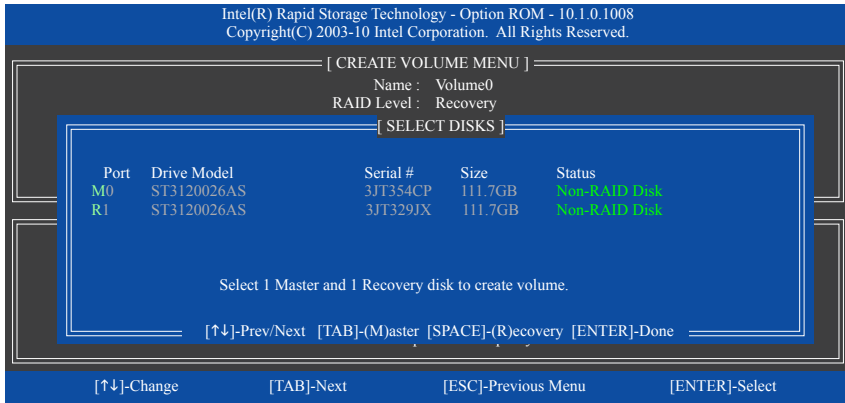 Intel(R) Rapid Storage Technology - Option ROM - 10.1.0.1008
Copyright(C) 2003-10 Intel Corporation. All Rights Reserved.
[ CREATE VOLUME MENU ]
Name : Volume0
RAID Level : Recovery
[ SELECT DISKS ]
Port Drive Model Serial # Size Status
M0 ST3120026AS 3JT354CP 111.7GB Non-RAID Disk
R1 ST3120026AS 3JT329JX 111.7GB Non-RAID Disk
Select 1 Master and 1 Recovery disk to create volume.
[↑↓]-Prev/Next [TAB]-(M)aster [SPACE]-(R)ecovery [ENTER]-Done
[↑↓]-Change [TAB]-Next [ESC]-Previous Menu [ENTER]-Select